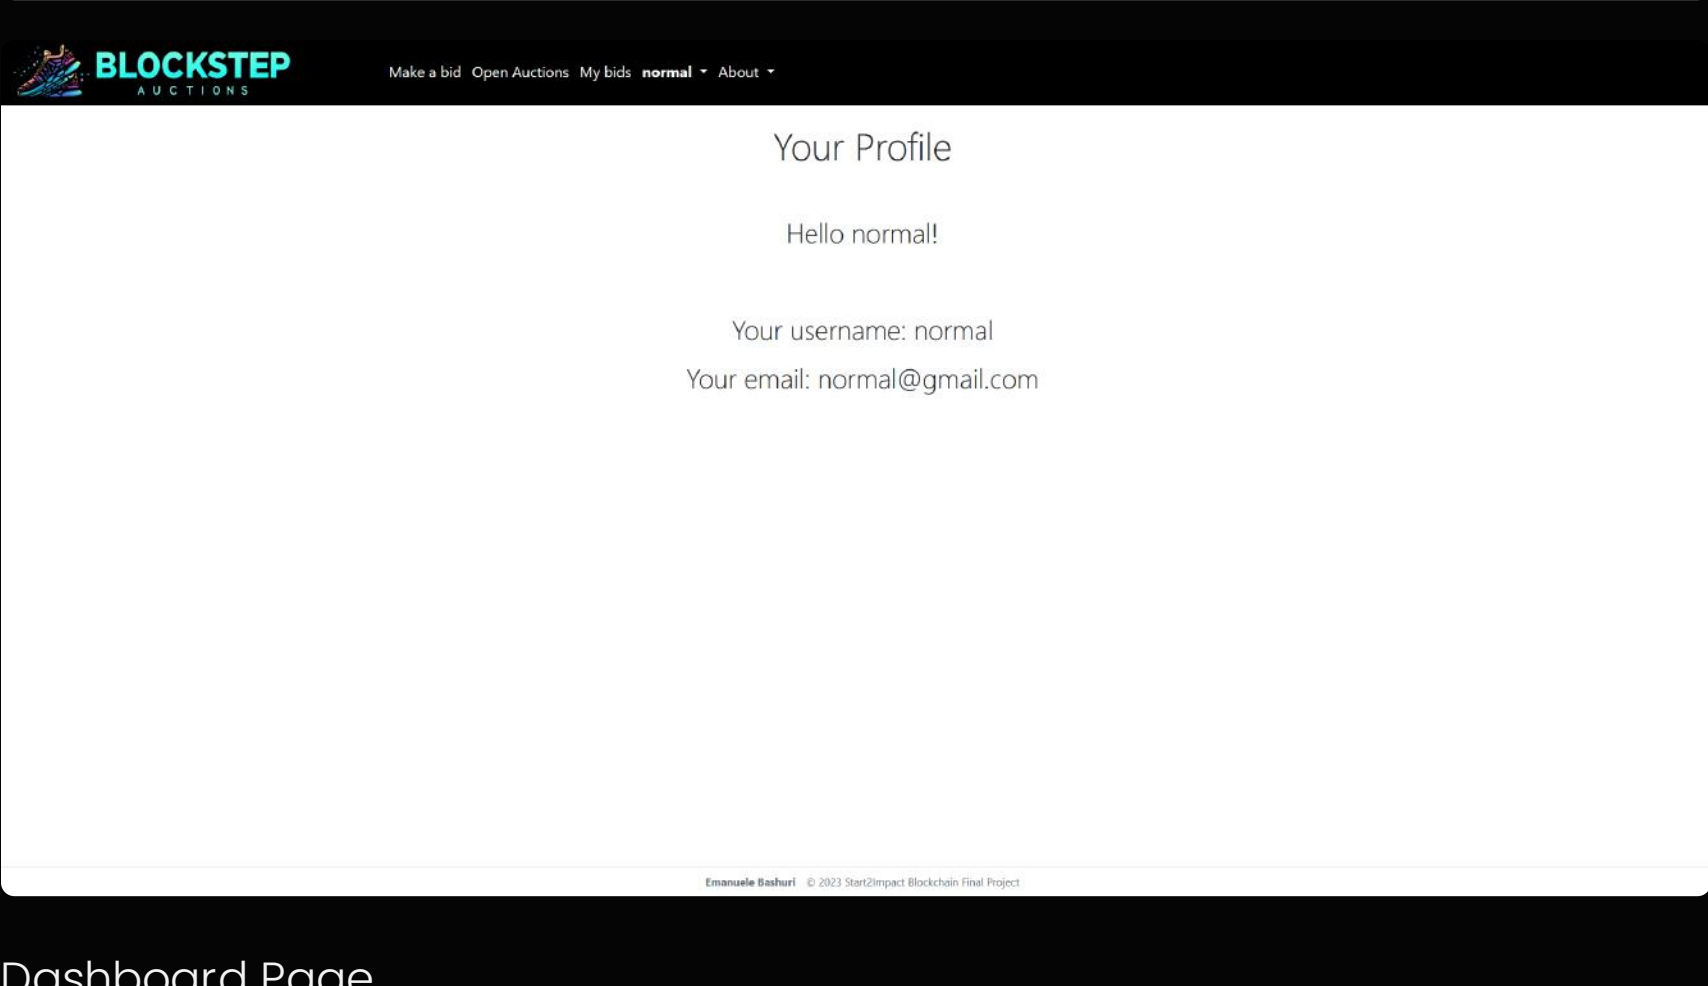 BLOCKSTEP
AUCTIONS
Make a bid Open Auctions My bids normal About
Your Profile
Hello normal!
Your username: normal
Your email: normal@gmail.com
Emanuele Bashuri © 2023 Start2Impact Blockchain Final Project
Dashboard Page